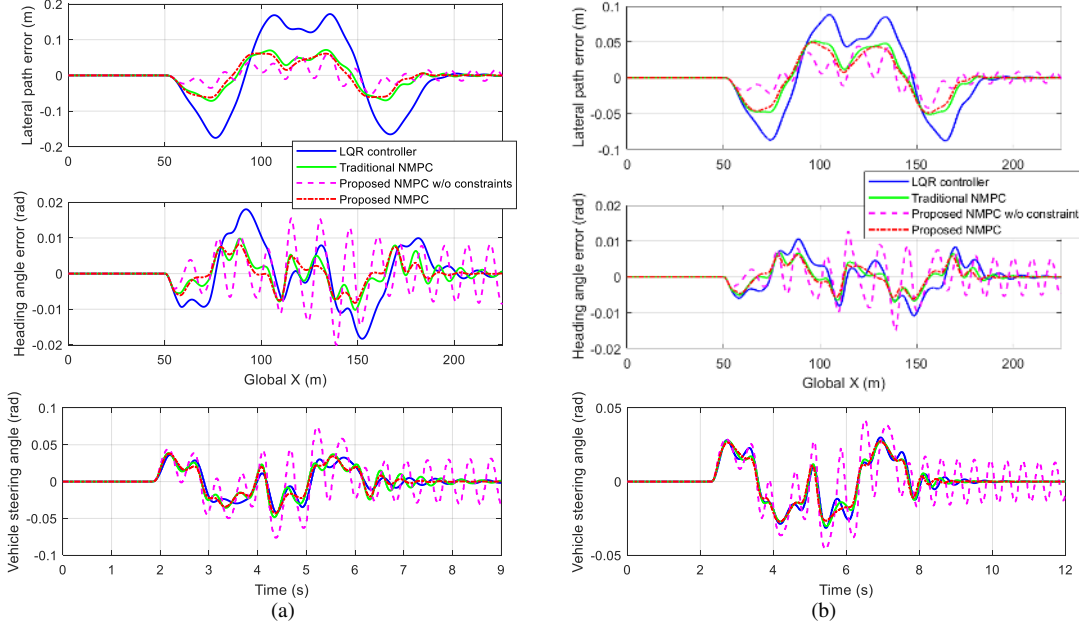 Lateral path error (m)
0.2
0.1
0
-0.1
-0.2
0 50 100 150 200
LQR controller
Traditional NMPC
Proposed NMPC w/o constraints
Proposed NMPC
Heading angle error (rad)
0.02
0.01
0
-0.01
-0.02
0 50 100 150 200
Global X (m)
Vehicle steering angle (rad)
0.1
0.05
0
-0.05
-0.1
0 1 2 3 4 5 6 7 8 9
Time (s)
(a)
Lateral path error (m)
0.1
0.05
0
-0.05
-0.1
0 50 100 150 200
LQR controller
Traditional NMPC
Proposed NMPC w/o constraint
Proposed NMPC
Heading angle error (rad)
0.02
0.01
0
-0.01
-0.02
0 50 100 150 200
Global X (m)
Vehicle steering angle (rad)
0.05
0
-0.05
0 2 4 6 8 10 12
Time (s)
(b)